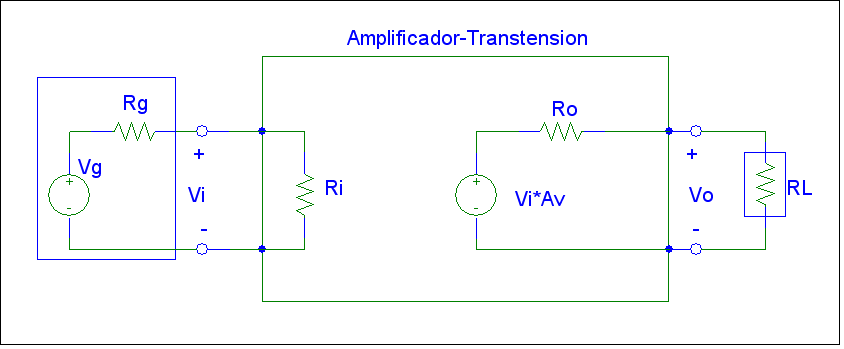 Amplificador-Transtension
Rg
Ro
+
+
Vg
+
-
Vi
Ri
+
-
Vi*Av
Vo
RL
-
-